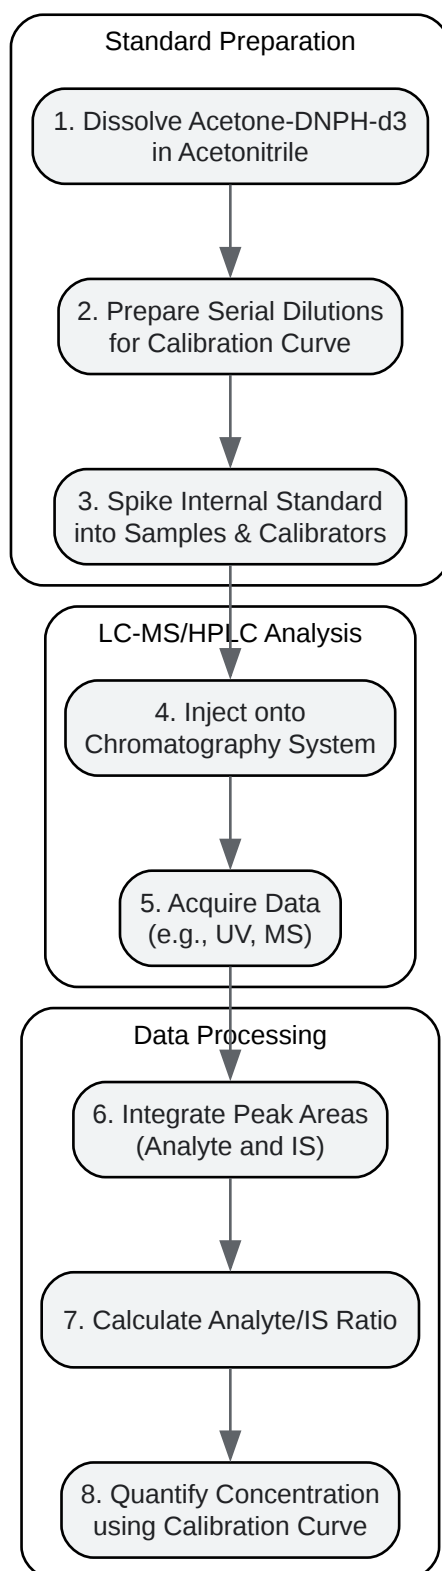 Standard Preparation
1. Dissolve Acetone-DNPH-d3
in Acetonitrile
2. Prepare Serial Dilutions
for Calibration Curve
3. Spike Internal Standard
into Samples & Calibrators
LC-MS/HPLC Analysis
4. Inject onto
Chromatography System
5. Acquire Data
(e.g., UV, MS)
Data Processing
6. Integrate Peak Areas
(Analyte and IS)
7. Calculate Analyte/IS Ratio
8. Quantify Concentration
using Calibration Curve